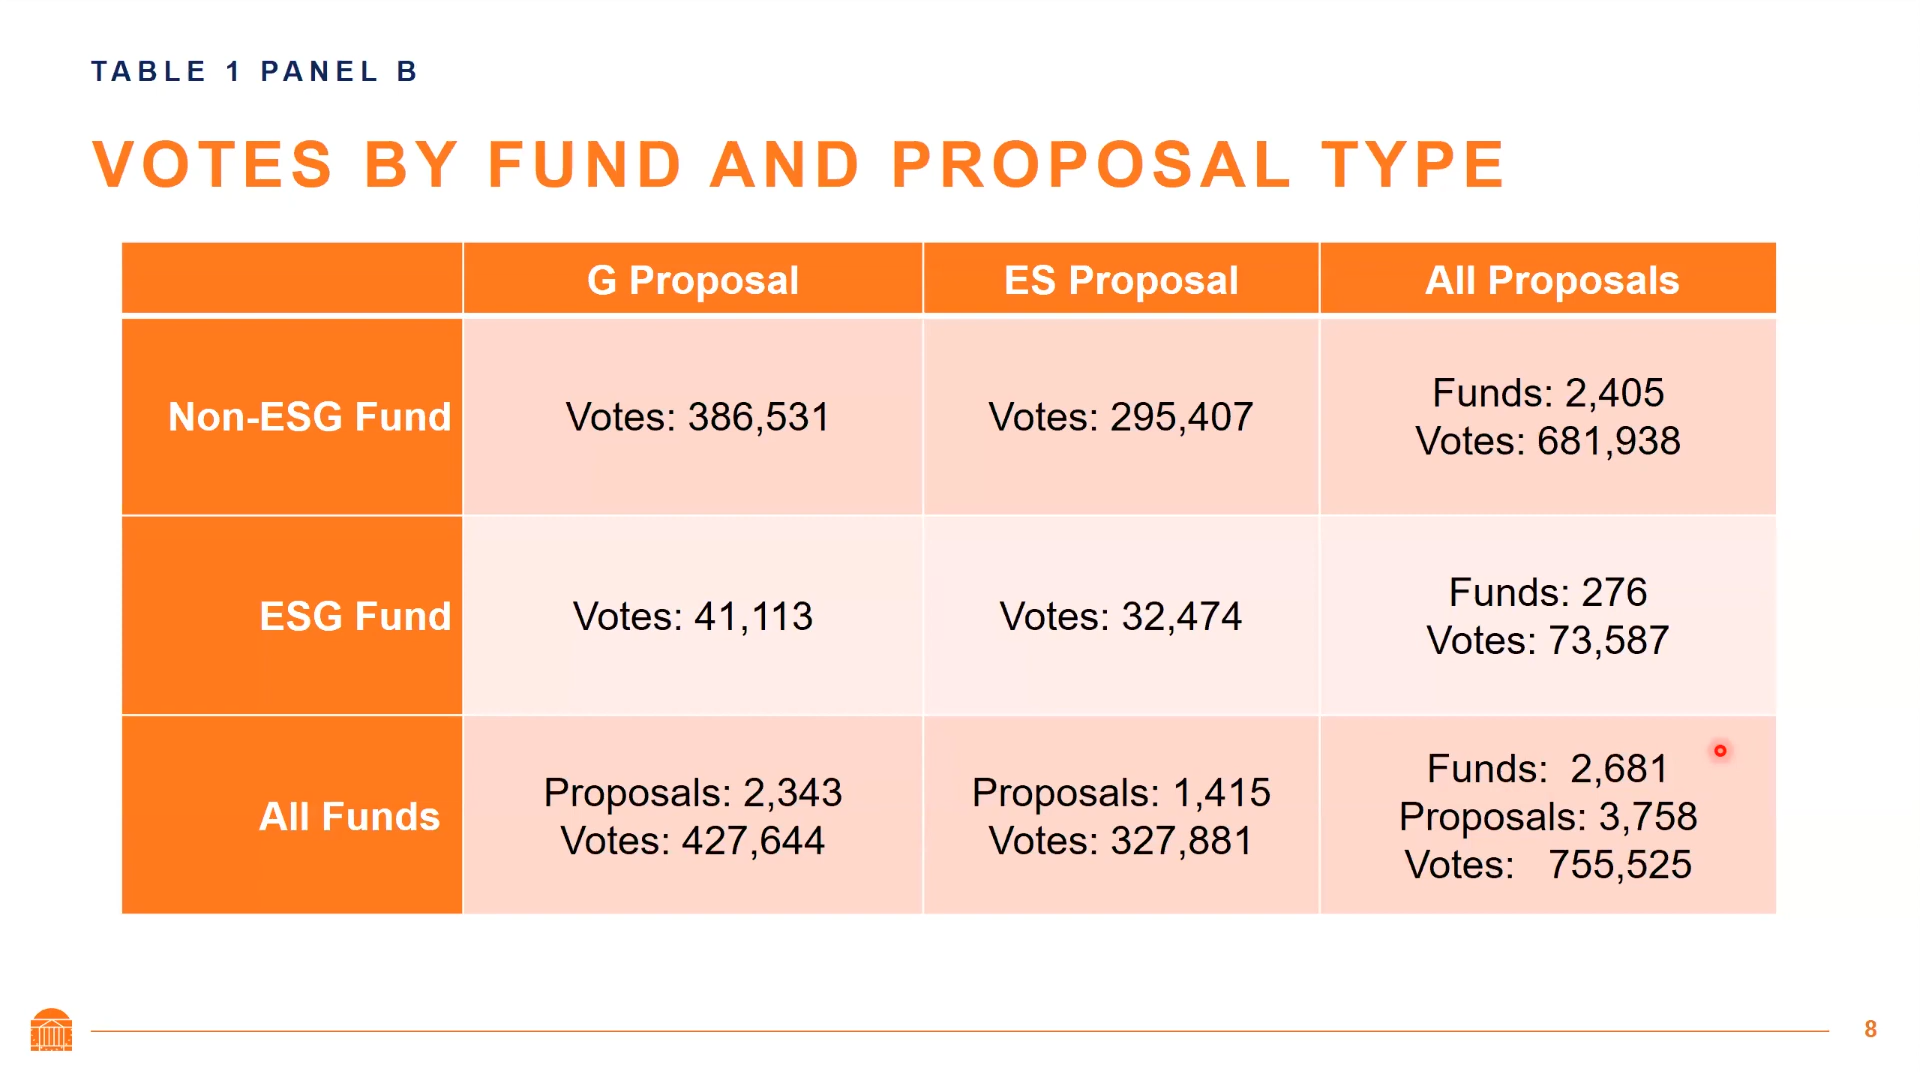 TABLE 1 PANEL B
VOTES BY FUND AND PROPOSAL TYPE
G Proposal
ES Proposal
All Proposals
Non-ESG Fund
Votes: 386,531
Votes: 295,407
Funds: 2,405
Votes: 681,938
ESG Fund
Votes: 41,113
Votes: 32,474
Funds: 276
Votes: 73,587
All Funds
Proposals: 2,343
Votes: 427,644
Proposals: 1,415
Votes: 327,881
Funds: 2,681
Proposals: 3,758
Votes: 755,525
8